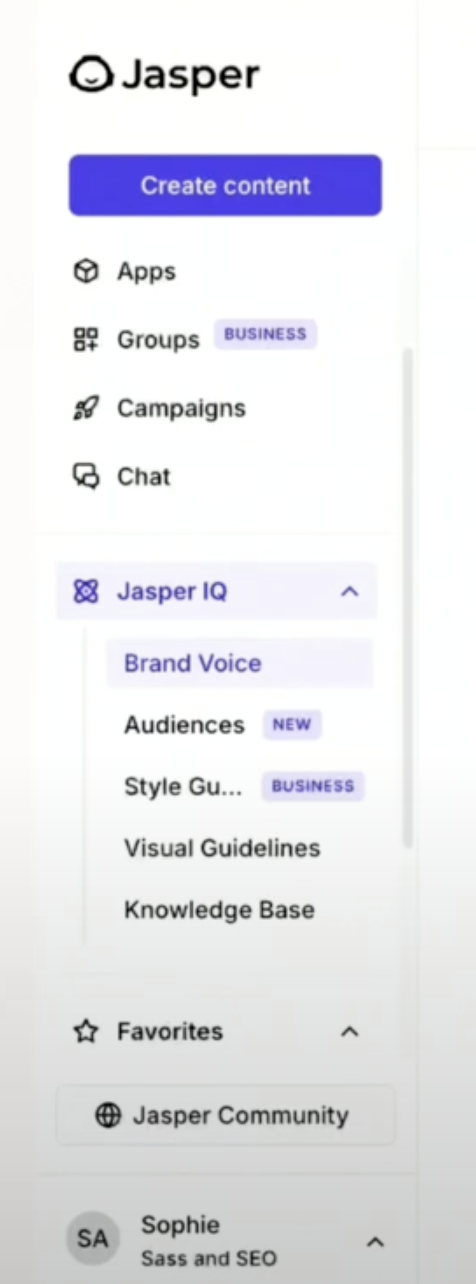 Jasper
Create content
Apps
Groups BUSINESS
Campaigns
Chat
Jasper IQ
Brand Voice
Audiences NEW
Style Gu... BUSINESS
Visual Guidelines
Knowledge Base
Favorites
Jasper Community
SA Sophie
Sass and SEO